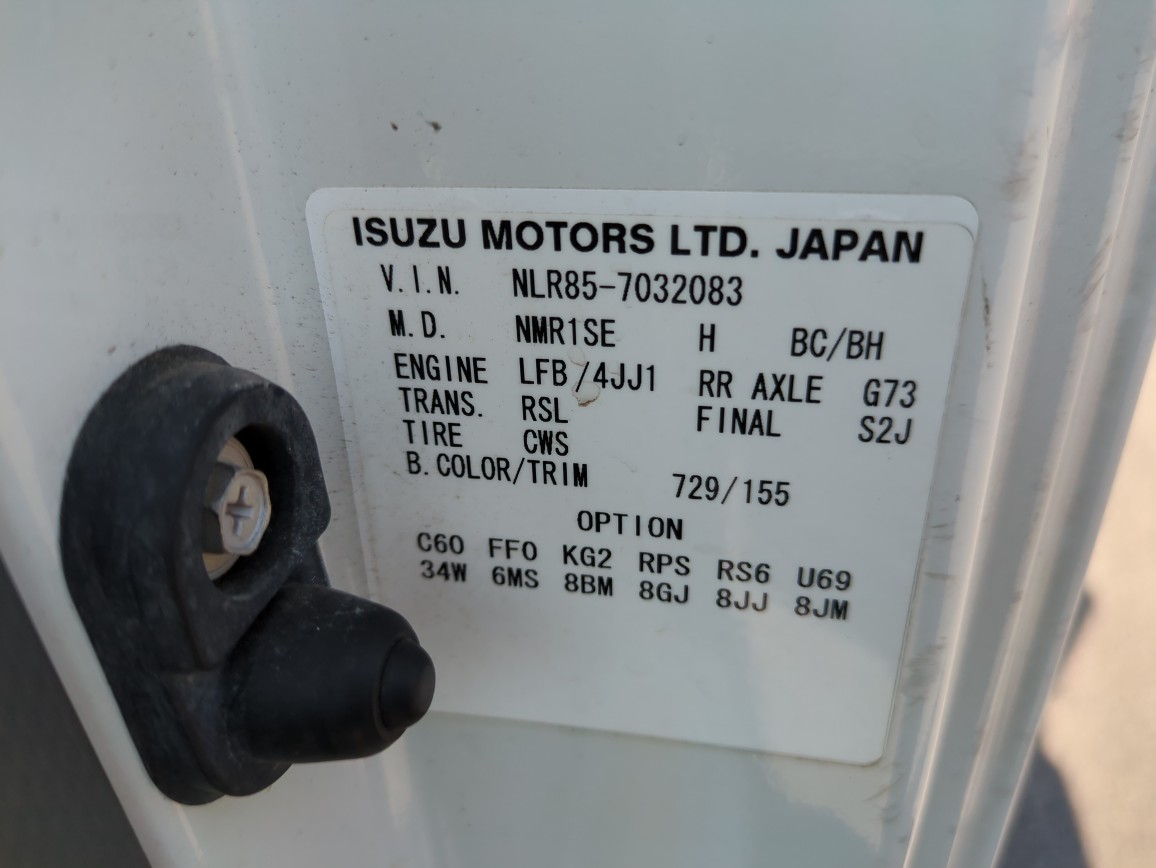 ISUZU MOTORS LTD. JAPAN
V.I.N. NLR85-7032083
M.D. NMR1SE H BC/BH
ENGINE LFB/4JJ1 RR AXLE G73
TRANS. RSL FINAL S2J
TIRE CWS
B.COLOR/TRIM 729/155
OPTION
C60 FF0 KG2 RPS RS6 U69
34W 6MS 8BM 8GJ 8JJ 8JM